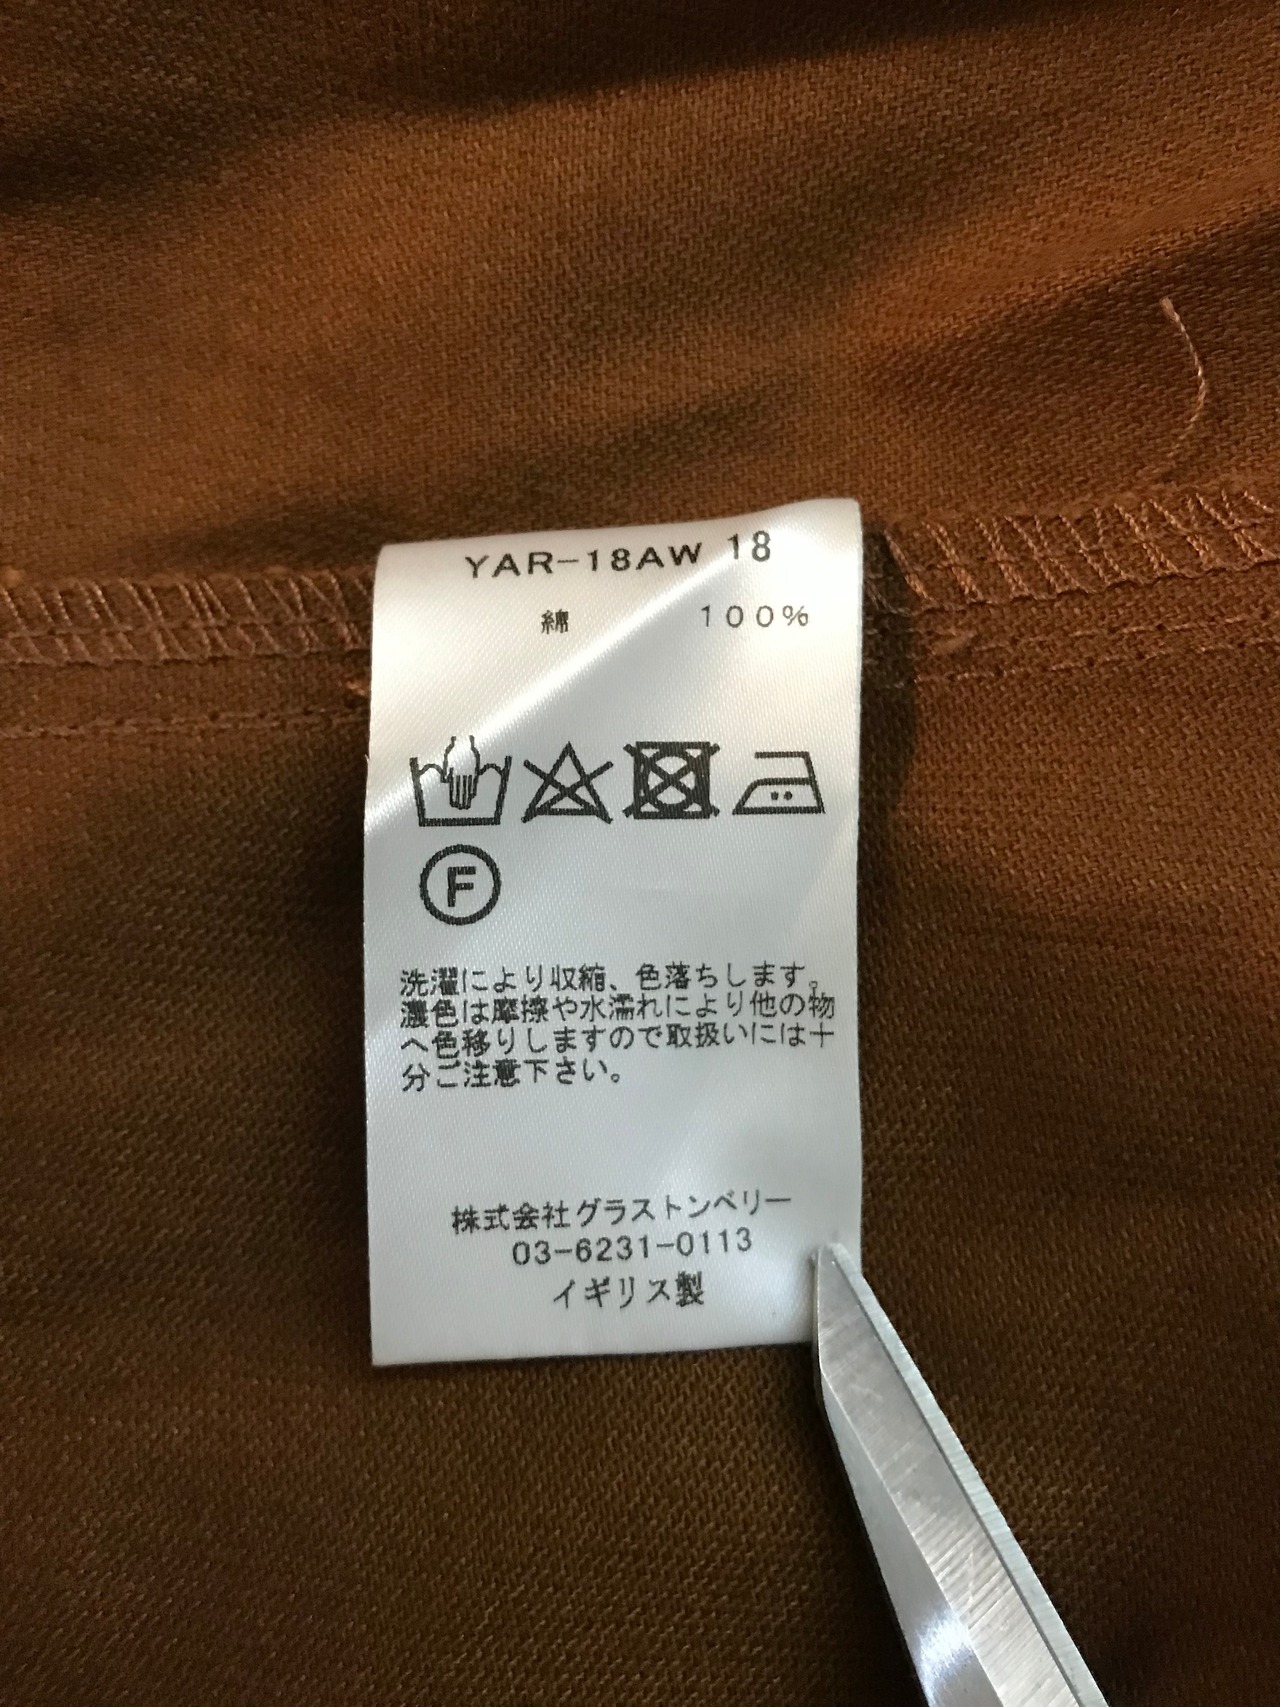 YAR-18AW 18
綿 100%
F
洗濯により収縮、色落ちします。
濃色は摩擦や水濡れにより他の物
へ色移りしますので取扱いには十
分ご注意下さい。
株式会社グラストンベリー
03-6231-0113
イギリス製